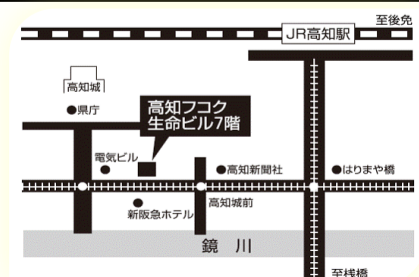 至後免
JR高知駅
高知城
●県庁
高知フコク
生命ビル7階
電気ビル
●高知新聞社
●はりまや橋
新阪急ホテル
高知城前
鏡川
至桟橋